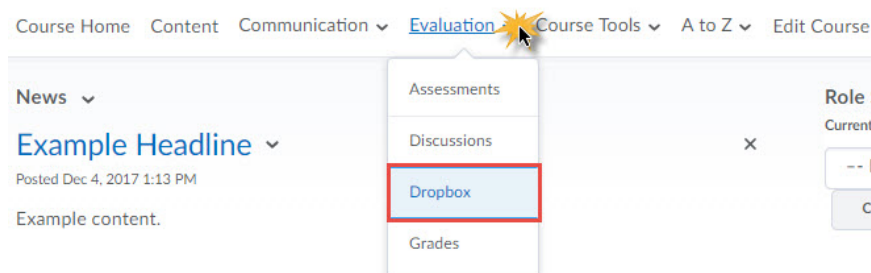 Course Home Content Communication Evaluation Course Tools A to Z Edit Course
Assessments
Discussions
Dropbox
Grades
News
Example Headline
Posted Dec 4, 2017 1:13 PM
Example content.
Role
Current
--
C